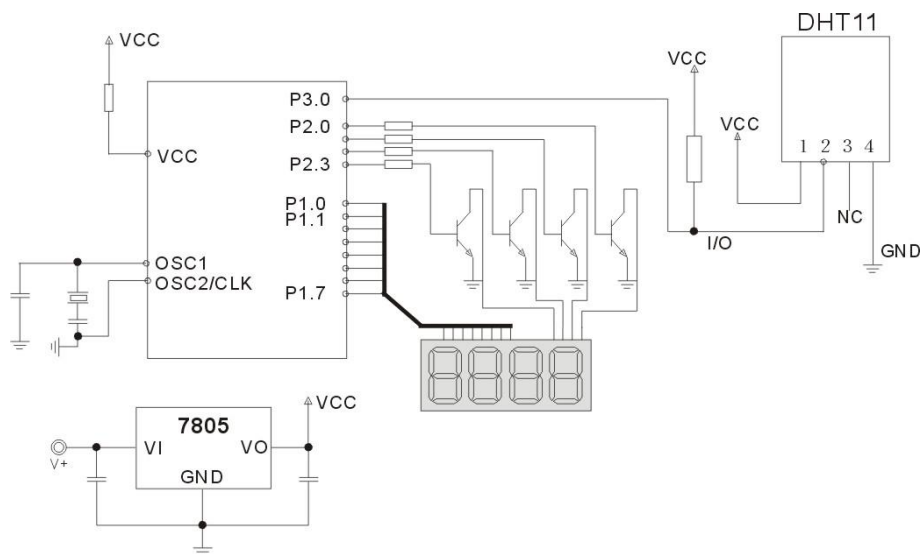 DHT11
VCC
VCC
P3.0
P2.0
VCC
VCC
P2.3
1 2 3 4
P1.0
P1.1
NC
I/O
GND
OSC1
OSC2/CLK
P1.7
VCC
7805
VI
VO
V+
GND